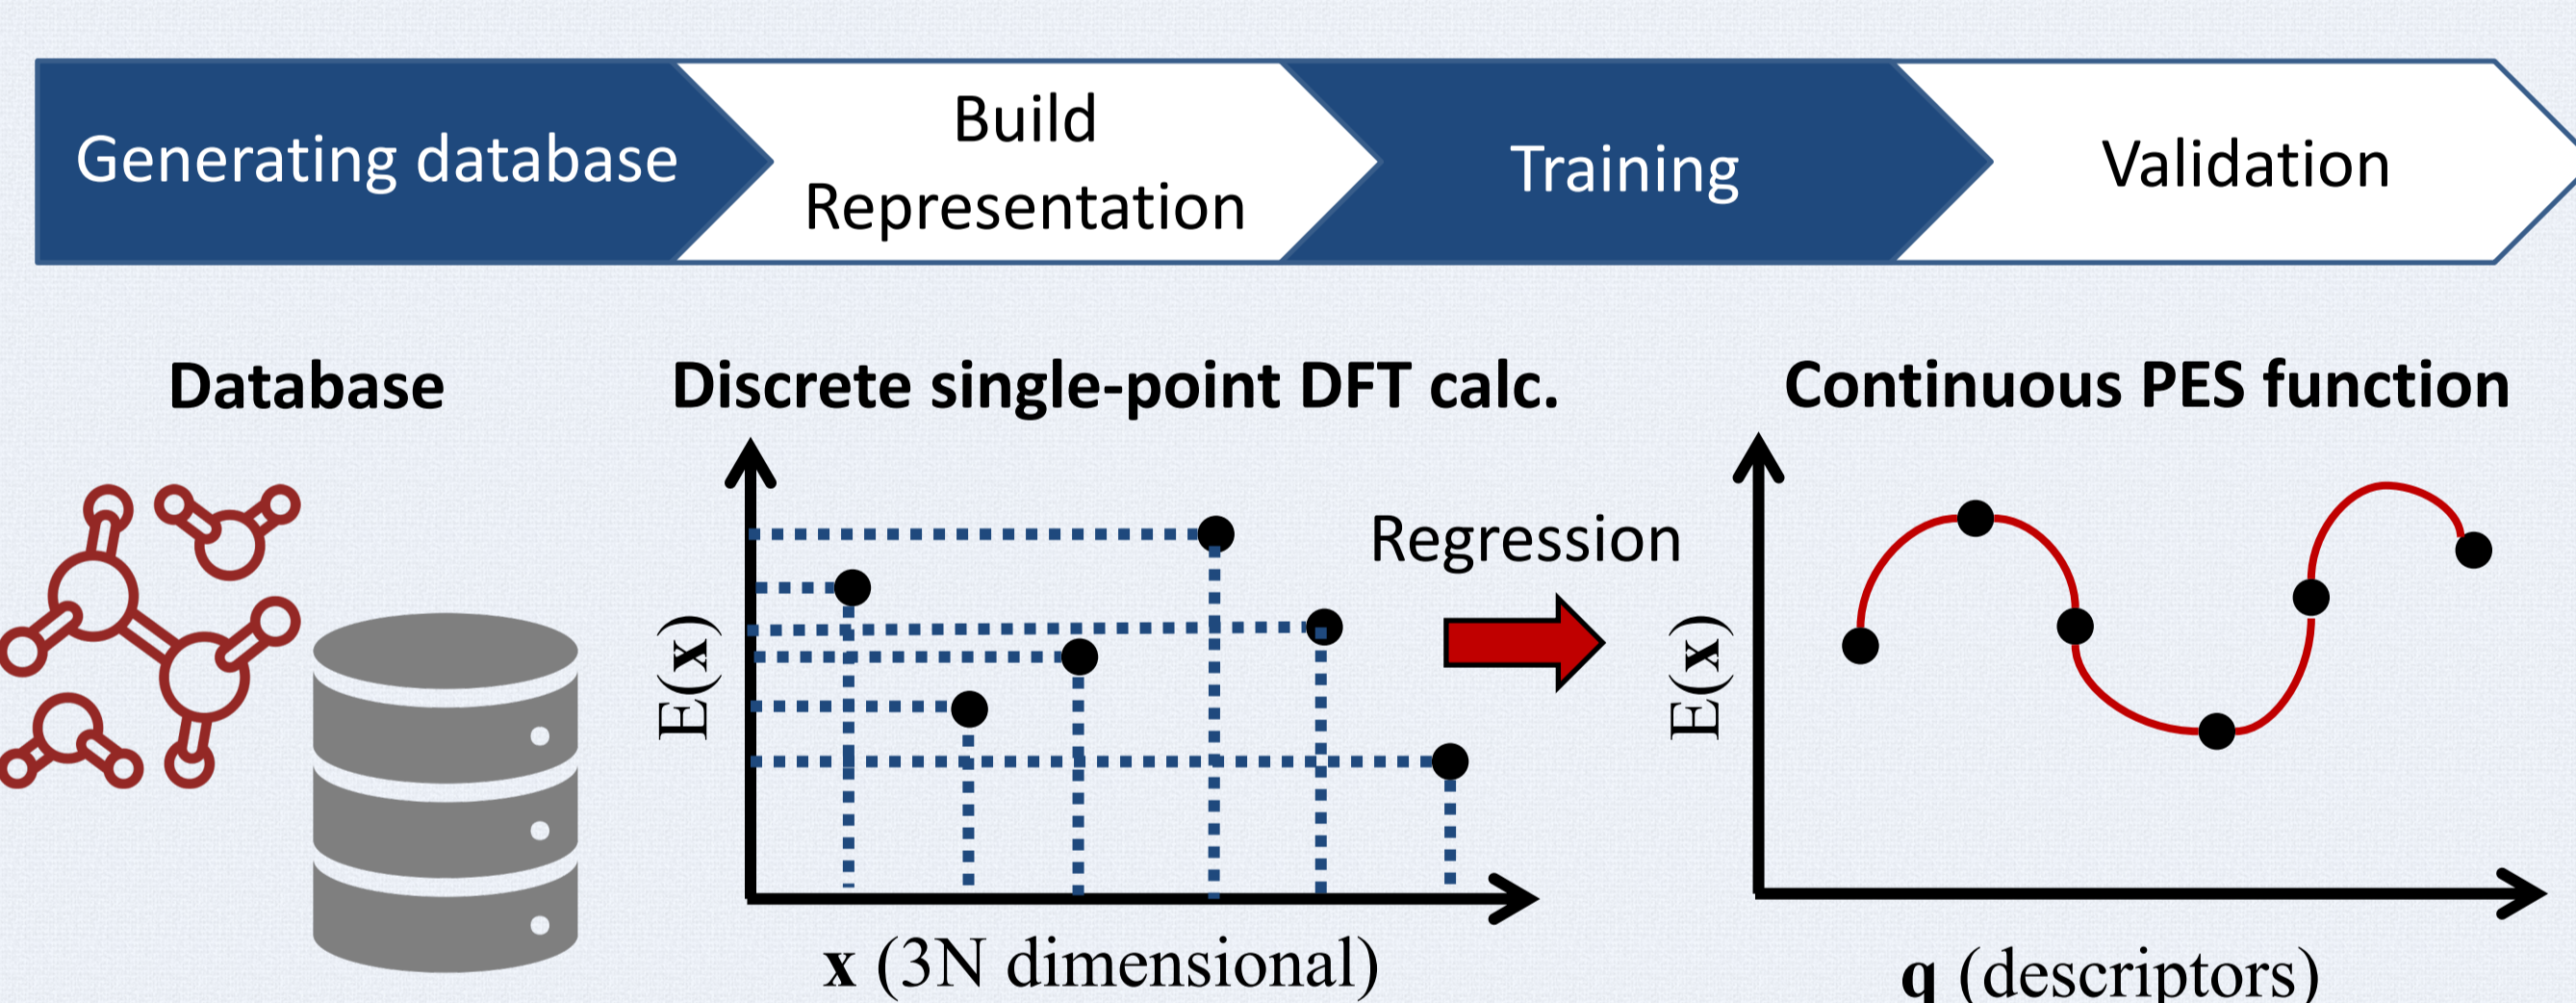 Generating database
Build
Representation
Training
Validation
Database
Discrete single-point DFT calc.
Continuous PES function
E(x)
Regression
E(x)
x (3N dimensional)
q (descriptors)